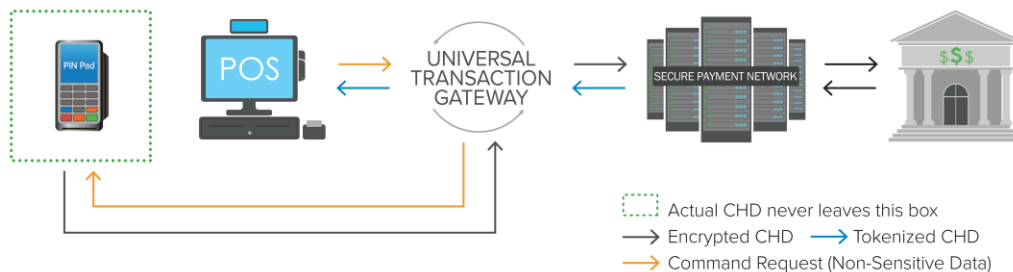 PIN Pad
POS
UNIVERSAL
TRANSACTION
GATEWAY
SECURE PAYMENT NETWORK
$$$
Actual CHD never leaves this box
Encrypted CHD
Tokenized CHD
Command Request (Non-Sensitive Data)